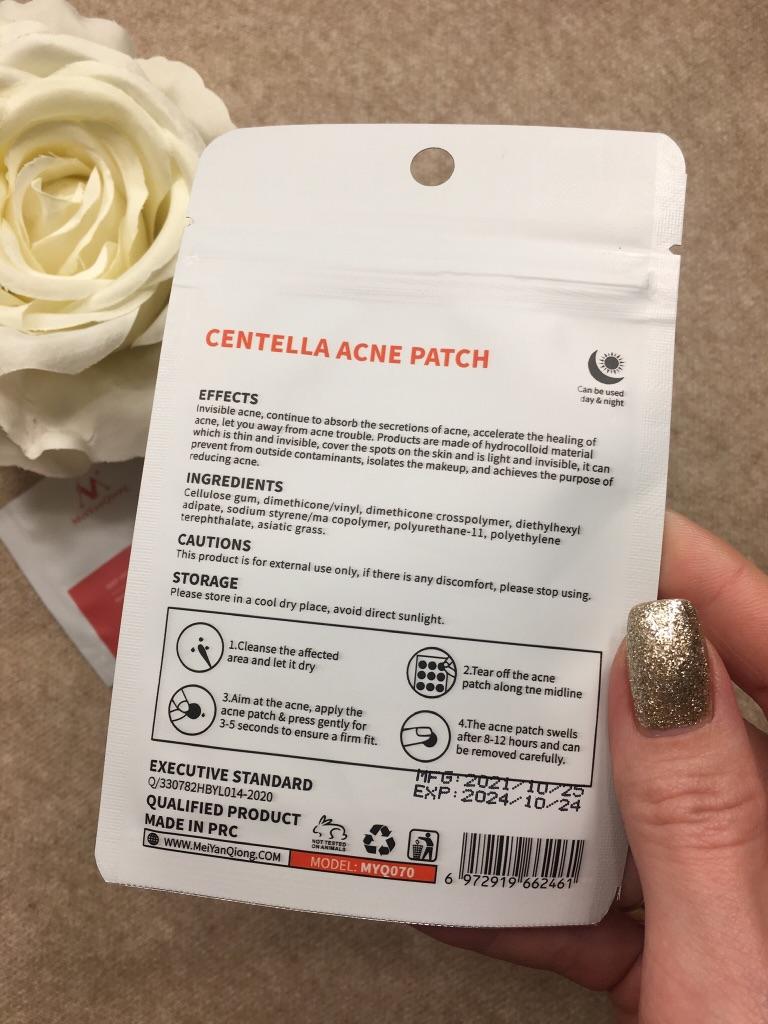 CENTELLA ACNE PATCH
Can be used
day & night
EFFECTS
Invisible acne, continue to absorb the secretions of acne, accelerate the healing of
acne, let you away from acne trouble. Products are made of hydrocolloid material
which is thin and invisible, cover the spots on the skin and is light and invisible, it can
prevent from outside contaminants, isolates the makeup, and achieves the purpose of
reducing acne.
INGREDIENTS
Cellulose gum, dimethicone/vinyl, dimethicone crosspolymer, diethylhexyl
adipate, sodium styrene/ma copolymer, polyurethane-11, polyethylene
terephthalate, asiatic grass.
CAUTIONS
This product is for external use only, if there is any discomfort, please stop using.
STORAGE
Please store in a cool dry place, avoid direct sunlight.
1.Cleanse the affected
area and let it dry
2.Tear off the acne
patch along the midline
3.Aim at the acne, apply the
acne patch & press gently for
3-5 seconds to ensure a firm fit.
4.The acne patch swells
after 8-12 hours and can
be removed carefully.
EXECUTIVE STANDARD
Q/330782HBYL014-2020
QUALIFIED PRODUCT
MADE IN PRC
MFG:2021/10/25
EXP:2024/10/24
NOT TESTED
ON ANIMALS
www.MeiYanQiong.COM
MODEL: MYQ070
6 972919 662461
MeiYanQiong